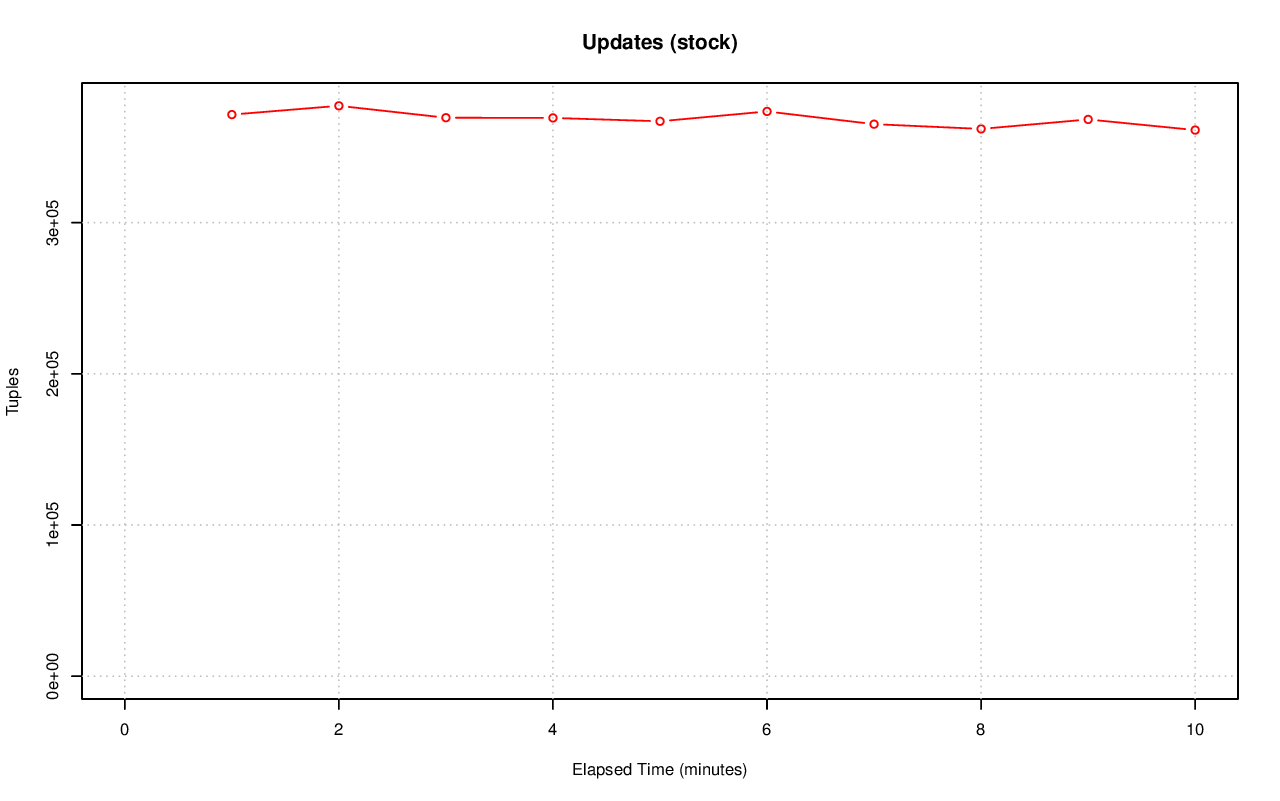 Updates (stock)
Tuples
3e+05
2e+05
1e+05
0e+00
0 2 4 6 8 10
Elapsed Time (minutes)